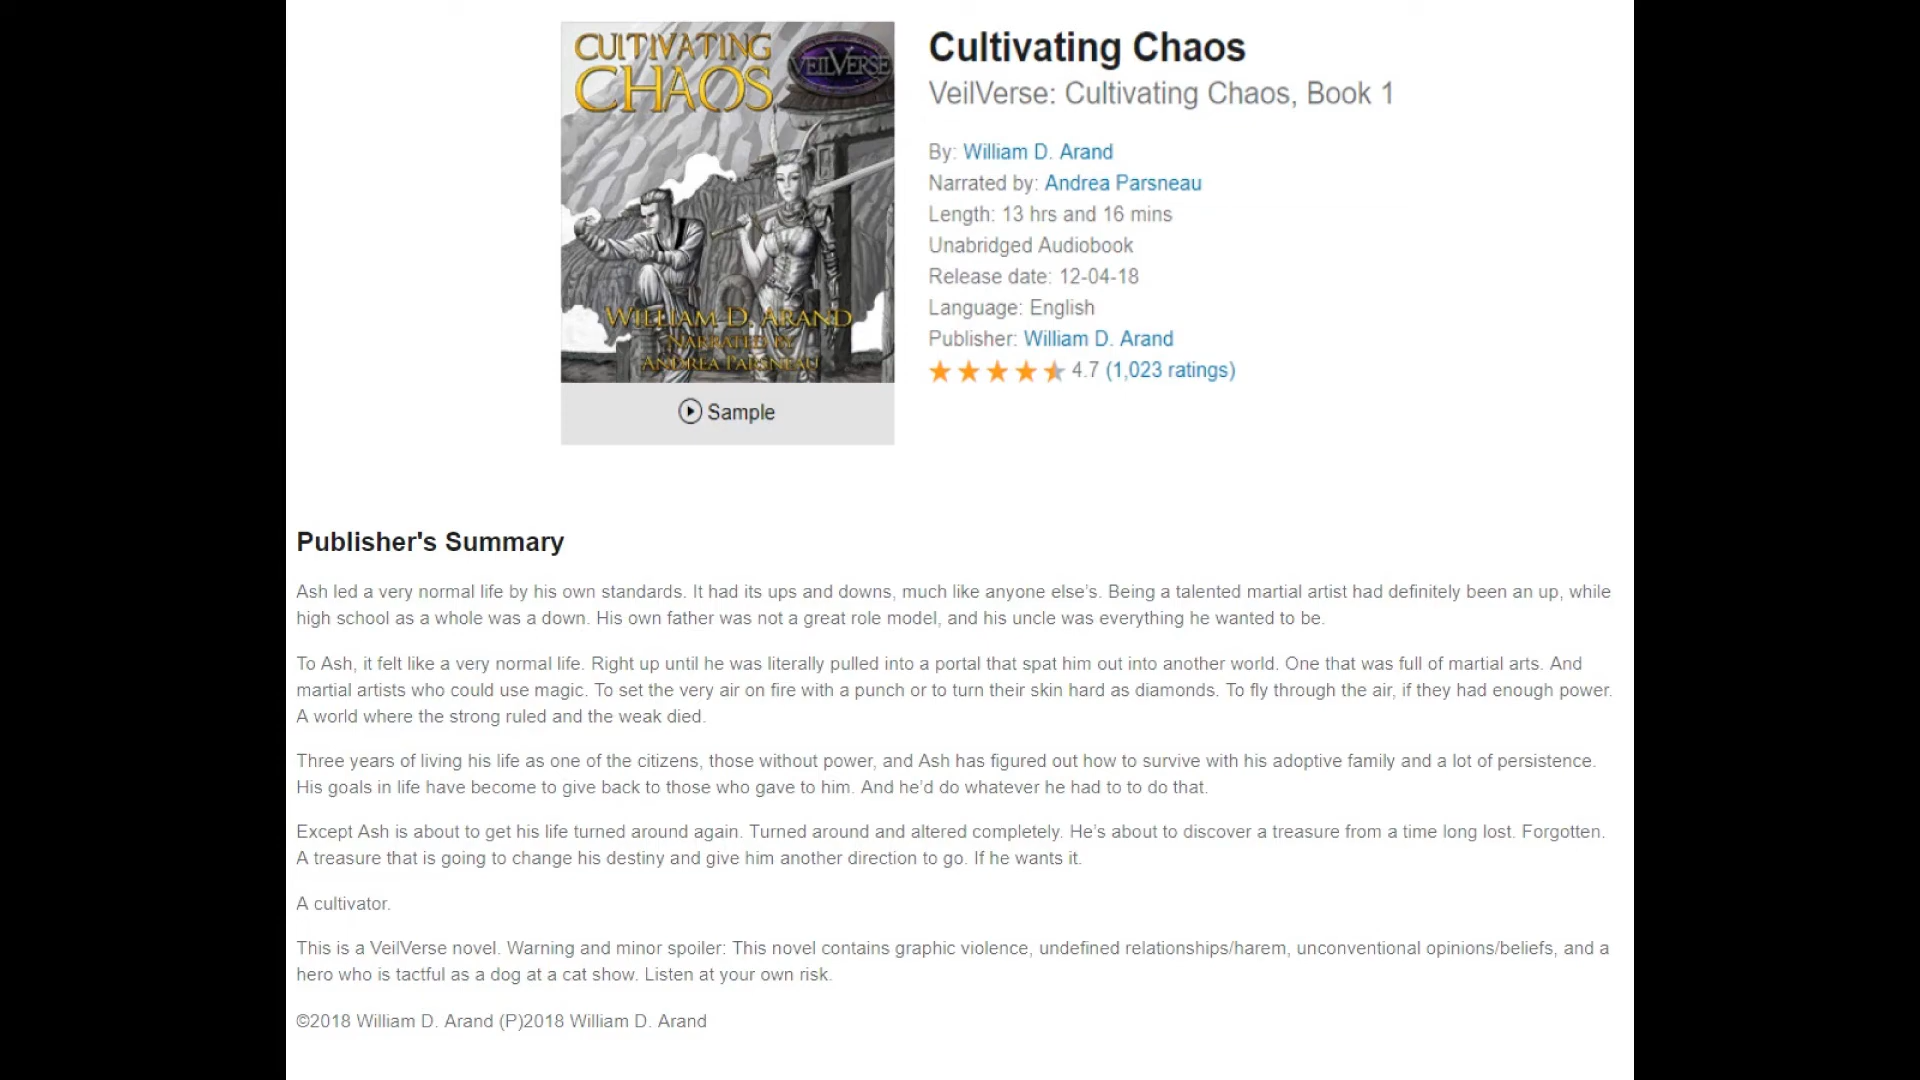 CULTIVATING
CHAOS
VEILVERSE
WILLIAM D. ARAND
NARRATED BY
ANDREA PARSNEAU
Sample
Cultivating Chaos
VeilVerse: Cultivating Chaos, Book 1
By: William D. Arand
Narrated by: Andrea Parsneau
Length: 13 hrs and 16 mins
Unabridged Audiobook
Release date: 12-04-18
Language: English
Publisher: William D. Arand
4.7 (1,023 ratings)
Publisher's Summary
Ash led a very normal life by his own standards. It had its ups and downs, much like anyone else’s. Being a talented martial artist had definitely been an up, while
high school as a whole was a down. His own father was not a great role model, and his uncle was everything he wanted to be.
To Ash, it felt like a very normal life. Right up until he was literally pulled into a portal that spat him out into another world. One that was full of martial arts. And
martial artists who could use magic. To set the very air on fire with a punch or to turn their skin hard as diamonds. To fly through the air, if they had enough power.
A world where the strong ruled and the weak died.
Three years of living his life as one of the citizens, those without power, and Ash has figured out how to survive with his adoptive family and a lot of persistence.
His goals in life have become to give back to those who gave to him. And he’d do whatever he had to to do that.
Except Ash is about to get his life turned around again. Turned around and altered completely. He’s about to discover a treasure from a time long lost. Forgotten.
A treasure that is going to change his destiny and give him another direction to go. If he wants it.
A cultivator.
This is a VeilVerse novel. Warning and minor spoiler: This novel contains graphic violence, undefined relationships/harem, unconventional opinions/beliefs, and a
hero who is tactful as a dog at a cat show. Listen at your own risk.
©2018 William D. Arand (P)2018 William D. Arand